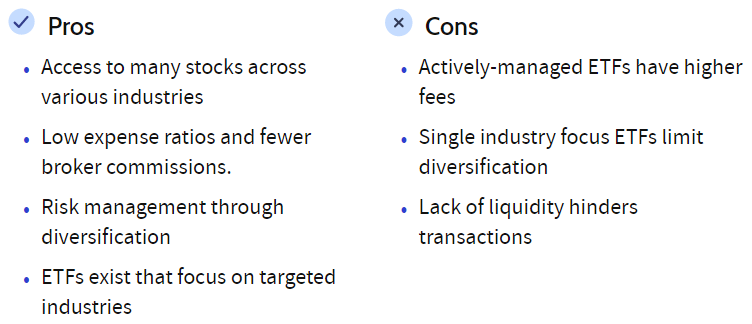 Pros
Access to many stocks across
various industries
Low expense ratios and fewer
broker commissions.
Risk management through
diversification
ETFs exist that focus on targeted
industries
Cons
Actively-managed ETFs have higher
fees
Single industry focus ETFs limit
diversification
Lack of liquidity hinders
transactions